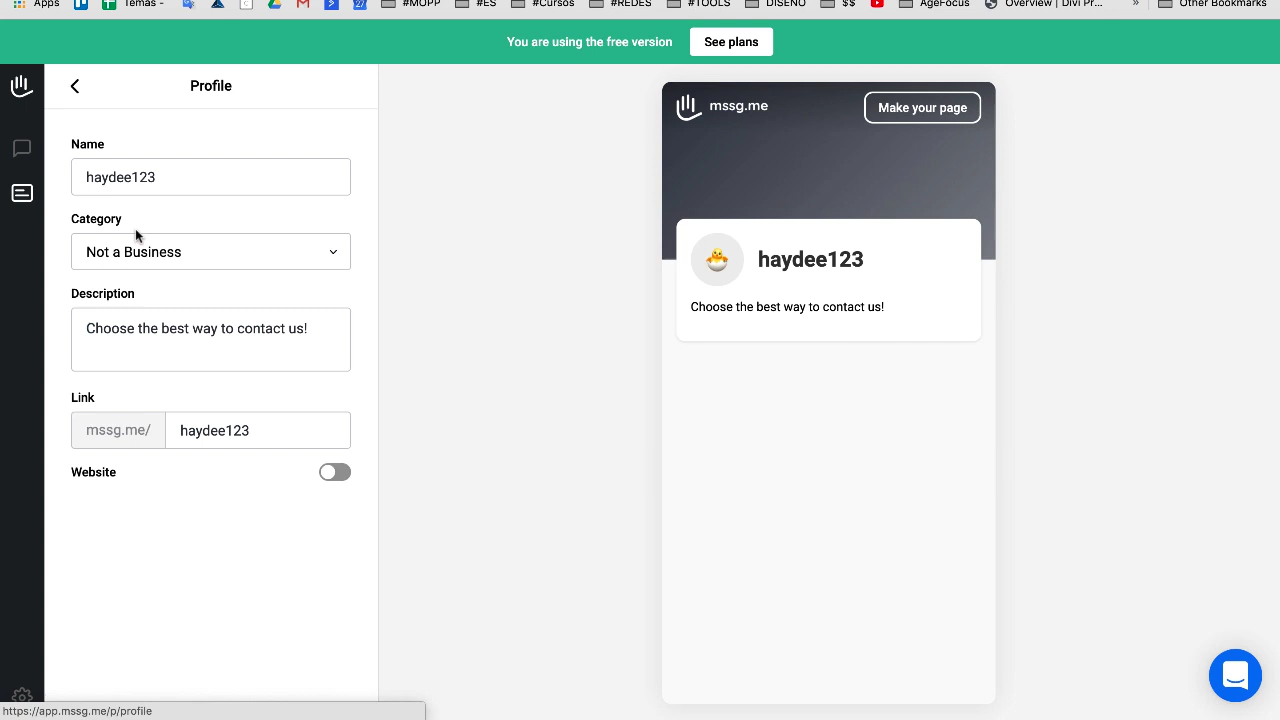 Apps Temas - #MOPP #ES #Cursos #REDES #TOOLS DISENO $$ AgeFocus Overview | Divi Pr... » Other Bookmarks
You are using the free version See plans
Profile
Name
haydee123
Category
Not a Business
Description
Choose the best way to contact us!
Link
mssg.me/ haydee123
Website
mssg.me Make your page
haydee123
Choose the best way to contact us!
https://app.mssg.me/p/profile